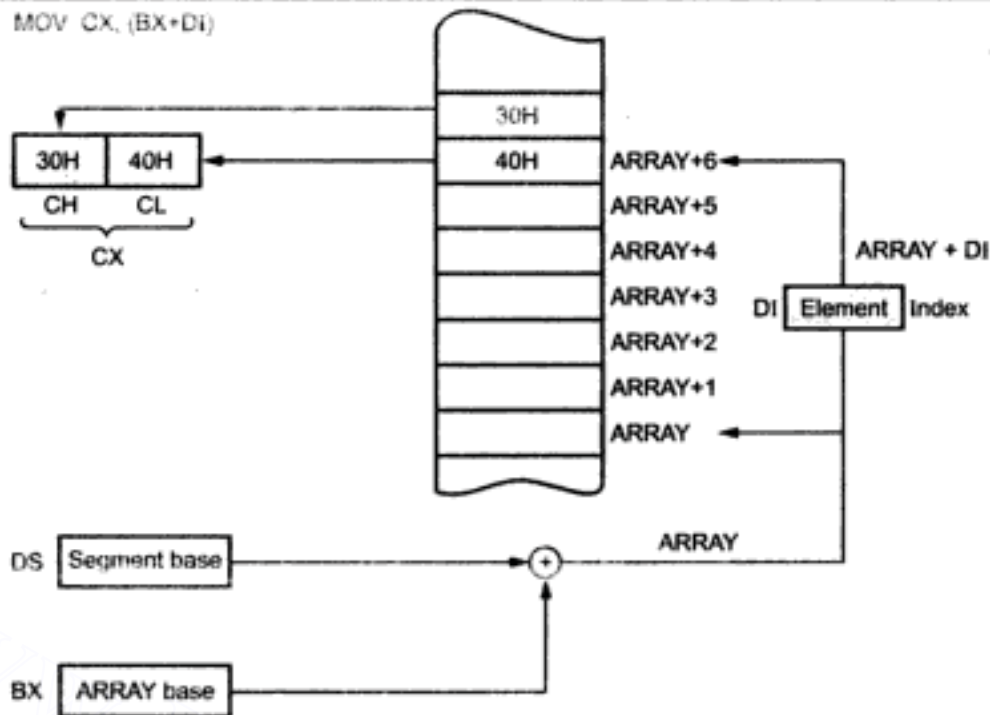 MOV CX, (BX+DI)
30H
30H 40H
40H
ARRAY+6
CH CL
CX
ARRAY+5
ARRAY+4
ARRAY + DI
ARRAY+3
DI Element Index
ARRAY+2
ARRAY+1
ARRAY
ARRAY
DS Segment base
+
BX ARRAY base